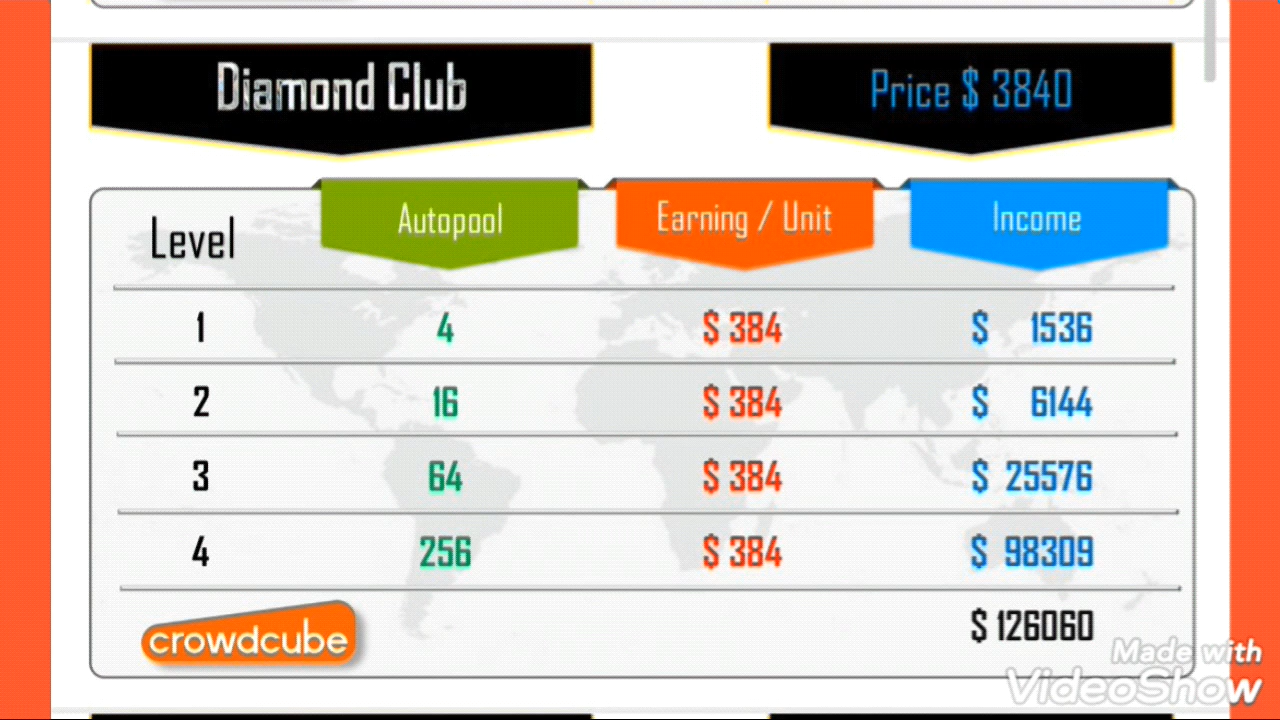 Diamond Club
Price $ 3840
Level Autopool Earning / Unit Income
1 4 $ 384 $ 1536
2 16 $ 384 $ 6144
3 64 $ 384 $ 25576
4 256 $ 384 $ 98309
crowdcube $ 126060
Made with
VideoShow